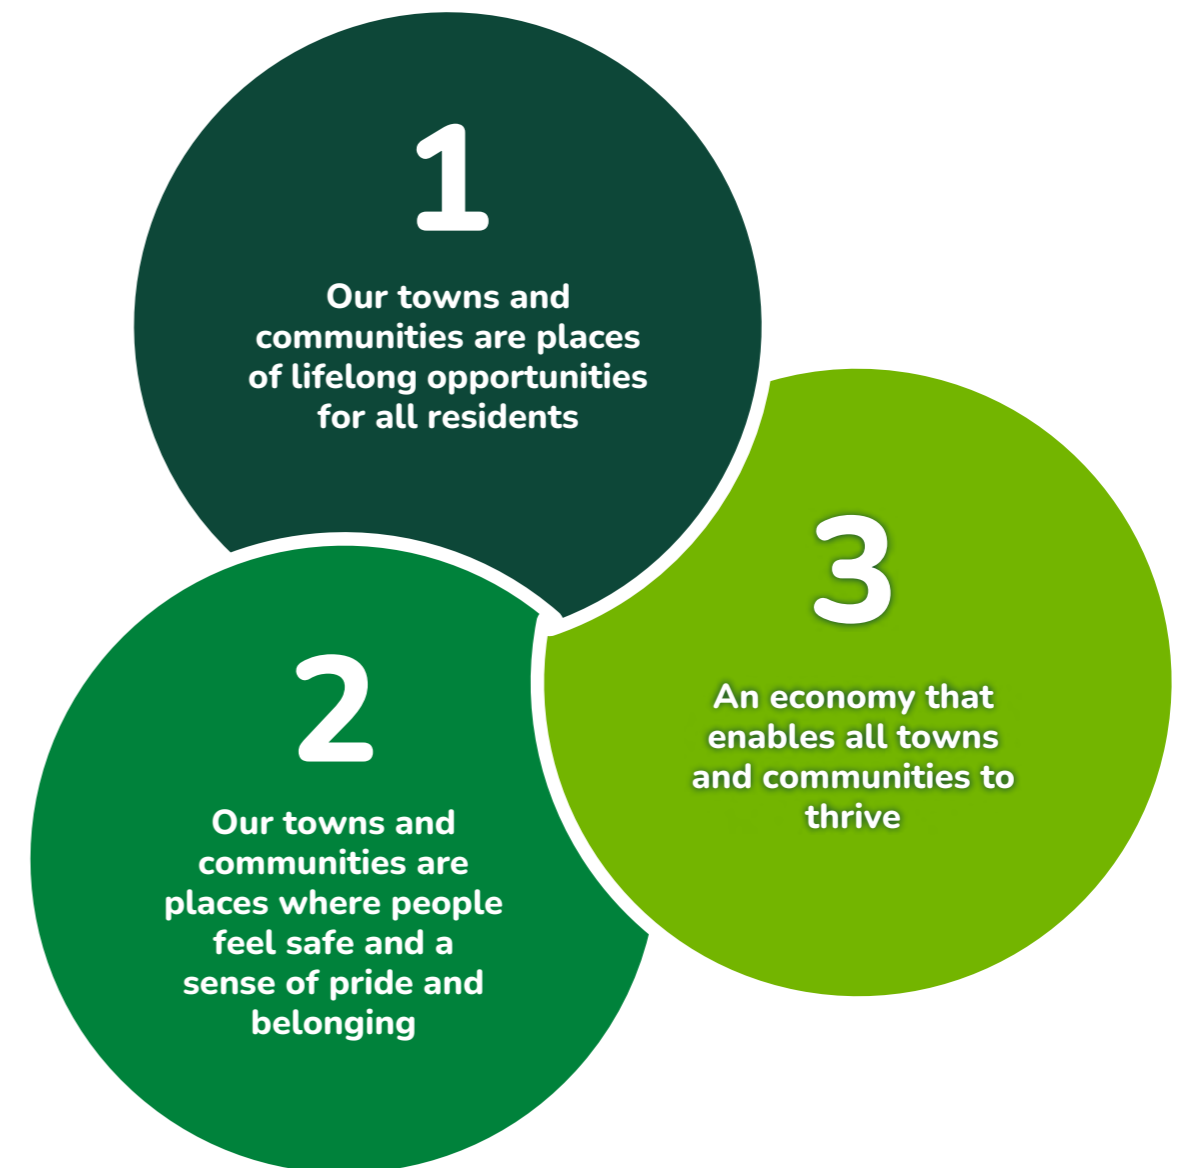 1
Our towns and
communities are places
of lifelong opportunities
for all residents
2
Our towns and
communities are
places where people
feel safe and a
sense of pride and
belonging
3
An economy that
enables all towns
and communities to
thrive